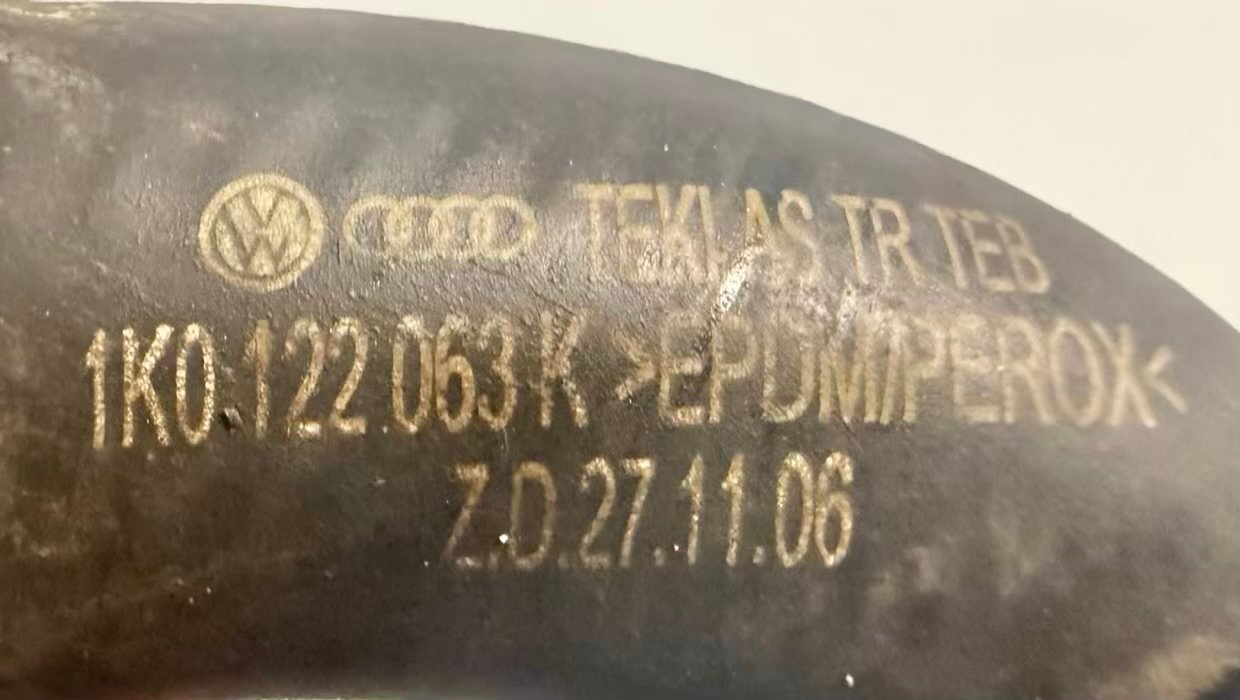 TEKLAS TR TEB
1K0.122.063 K >EPDM/PEROX<
Z.D.27.11.06